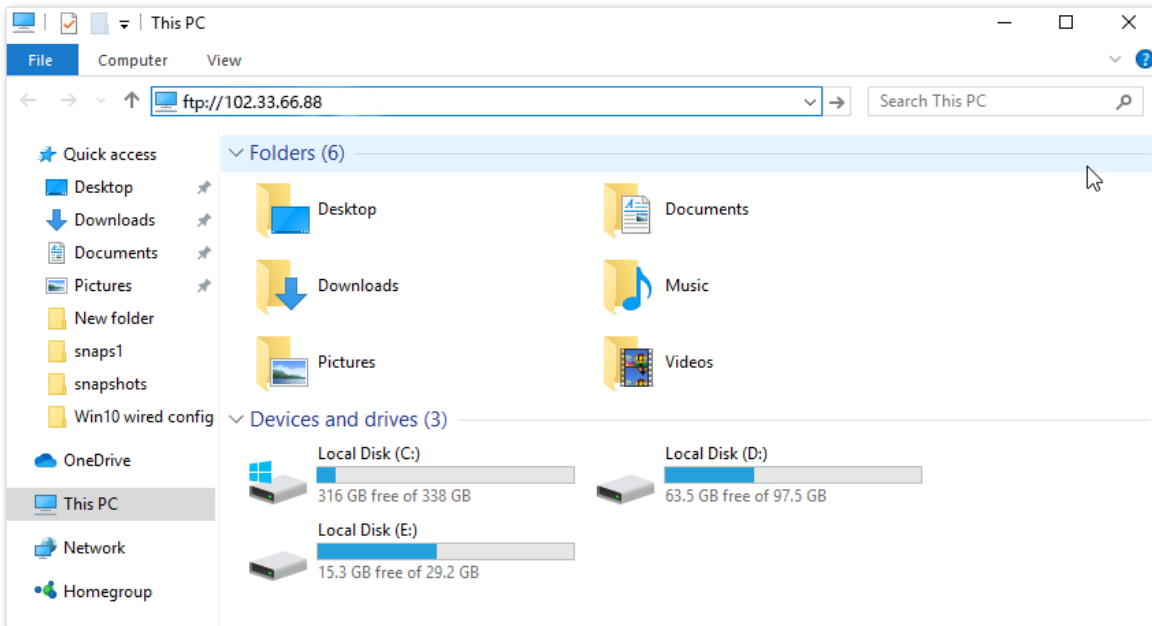 This PC
File Computer View
ftp://102.33.66.88 Search This PC
Quick access
Desktop
Downloads
Documents
Pictures
New folder
snaps1
snapshots
Win10 wired config
OneDrive
This PC
Network
Homegroup
Folders (6)
Desktop Documents
Downloads Music
Pictures Videos
Devices and drives (3)
Local Disk (C:) Local Disk (D:)
316 GB free of 338 GB 63.5 GB free of 97.5 GB
Local Disk (E:)
15.3 GB free of 29.2 GB